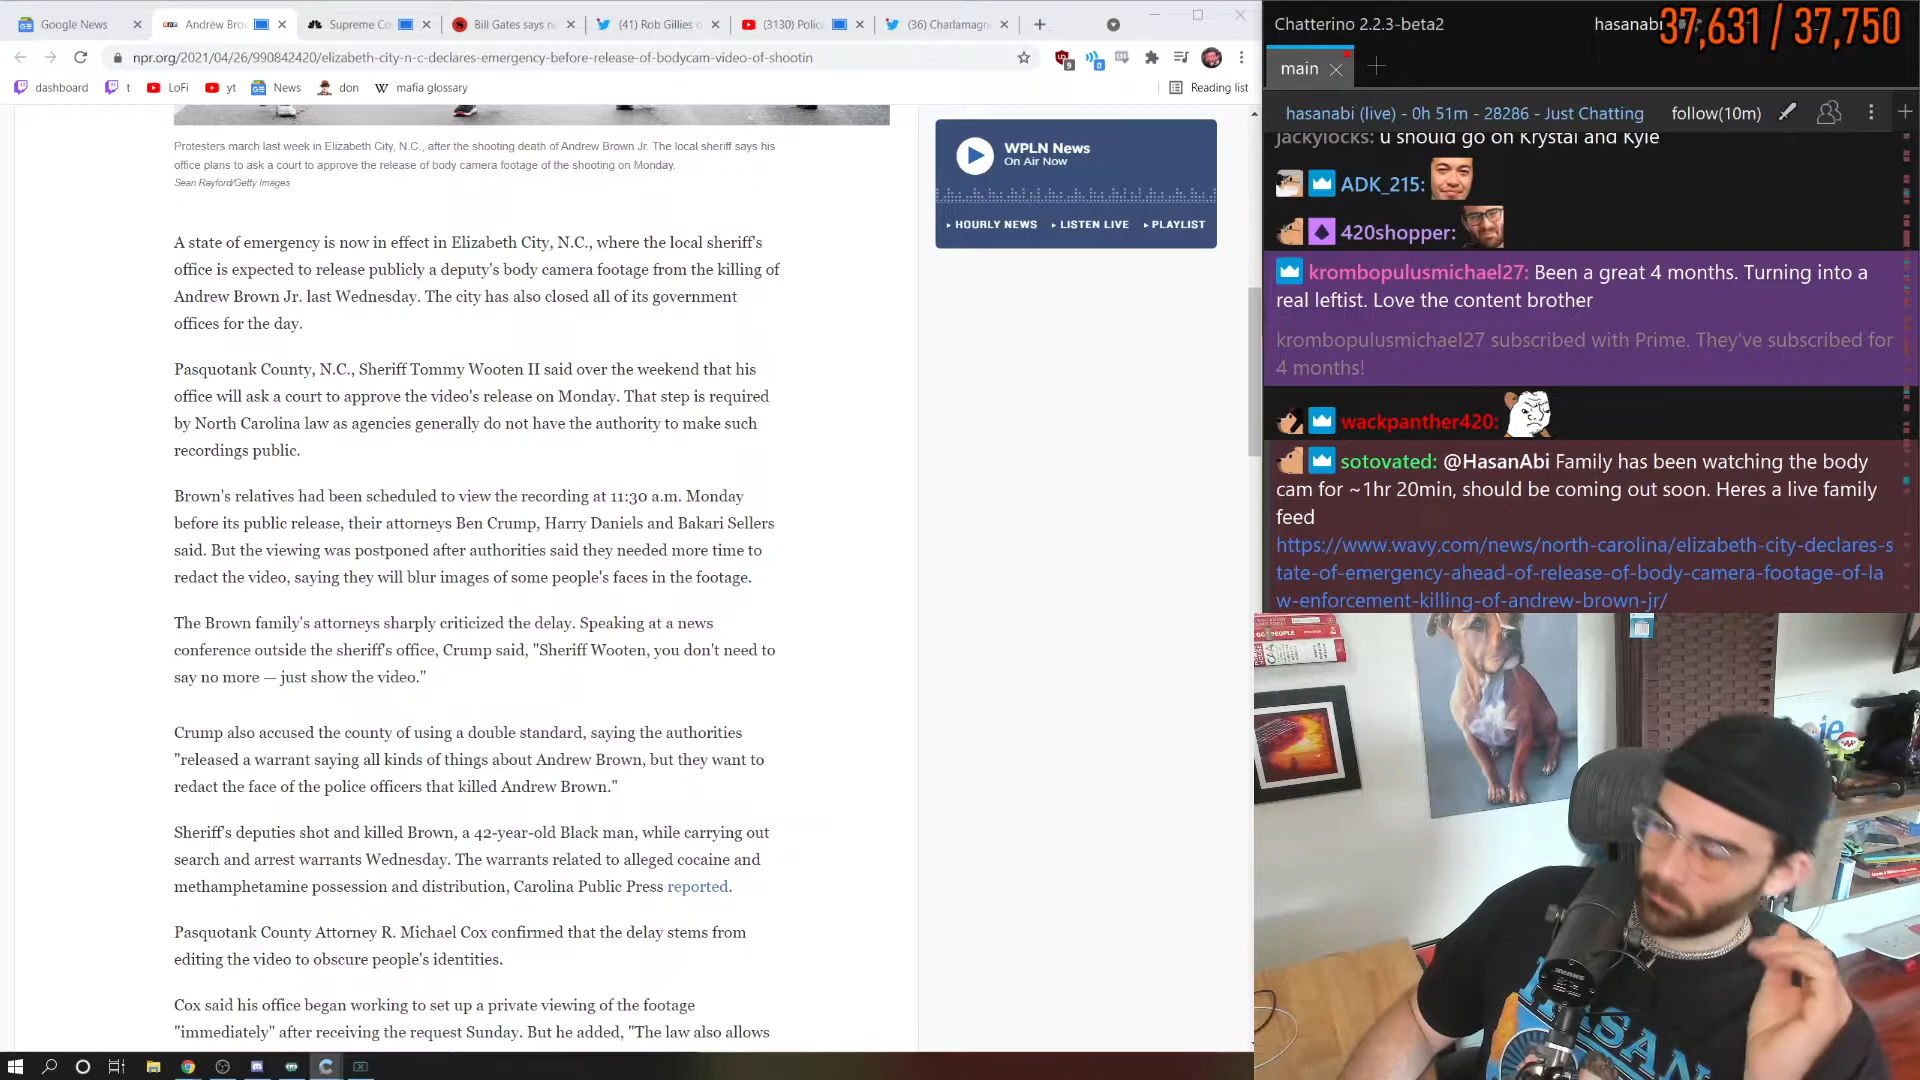 Google News
Andrew Bro
Supreme Co
Bill Gates says n
(41) Rob Gillies o
(3130) Polic
(36) Charlamagn
npr.org/2021/04/26/990842420/elizabeth-city-n-c-declares-emergency-before-release-of-bodycam-video-of-shootin
9
0
dashboard
t
LoFi
yt
News
don
mafia glossary
Reading list
Protesters march last week in Elizabeth City, N.C., after the shooting death of Andrew Brown Jr. The local sheriff says his
office plans to ask a court to approve the release of body camera footage of the shooting on Monday.
Sean Rayford/Getty Images
A state of emergency is now in effect in Elizabeth City, N.C., where the local sheriff's
office is expected to release publicly a deputy's body camera footage from the killing of
Andrew Brown Jr. last Wednesday. The city has also closed all of its government
offices for the day.
Pasquotank County, N.C., Sheriff Tommy Wooten II said over the weekend that his
office will ask a court to approve the video's release on Monday. That step is required
by North Carolina law as agencies generally do not have the authority to make such
recordings public.
Brown's relatives had been scheduled to view the recording at 11:30 a.m. Monday
before its public release, their attorneys Ben Crump, Harry Daniels and Bakari Sellers
said. But the viewing was postponed after authorities said they needed more time to
redact the video, saying they will blur images of some people's faces in the footage.
The Brown family's attorneys sharply criticized the delay. Speaking at a news
conference outside the sheriff's office, Crump said, "Sheriff Wooten, you don't need to
say no more — just show the video."
Crump also accused the county of using a double standard, saying the authorities
"released a warrant saying all kinds of things about Andrew Brown, but they want to
redact the face of the police officers that killed Andrew Brown."
Sheriff's deputies shot and killed Brown, a 42-year-old Black man, while carrying out
search and arrest warrants Wednesday. The warrants related to alleged cocaine and
methamphetamine possession and distribution, Carolina Public Press reported.
Pasquotank County Attorney R. Michael Cox confirmed that the delay stems from
editing the video to obscure people's identities.
Cox said his office began working to set up a private viewing of the footage
"immediately" after receiving the request Sunday. But he added, "The law also allows
WPLN News
On Air Now
HOURLY NEWS
LISTEN LIVE
PLAYLIST
Chatterino 2.2.3-beta2
hasanabi
37,631 / 37,750
main
hasanabi (live) - 0h 51m - 28286 - Just Chatting
follow(10m)
jackylocks: u should go on Krystal and Kyle
ADK_215:
420shopper:
krombopulusmichael27: Been a great 4 months. Turning into a
real leftist. Love the content brother
krombopulusmichael27 subscribed with Prime. They've subscribed for
4 months!
wackpanther420:
sotovated: @HasanAbi Family has been watching the body
cam for ~1hr 20min, should be coming out soon. Heres a live family
feed
https://www.wavy.com/news/north-carolina/elizabeth-city-declares-s
tate-of-emergency-ahead-of-release-of-body-camera-footage-of-la
w-enforcement-killing-of-andrew-brown-jr/